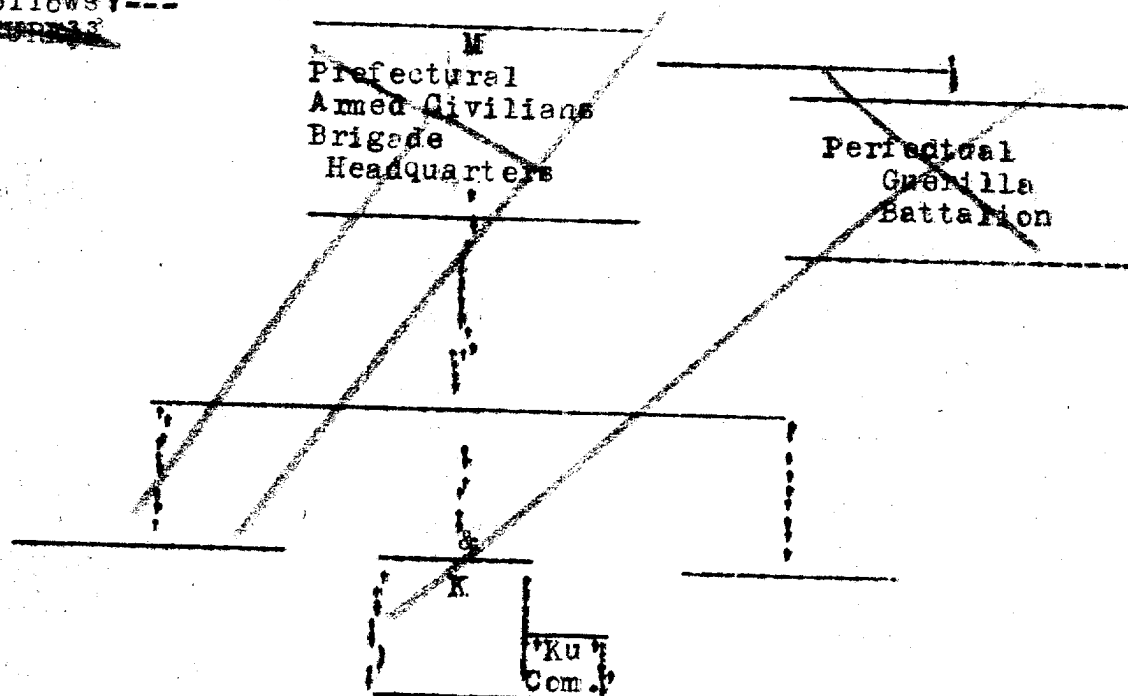 ollows:---
M
Prefectural
Armed Civilians
Brigade
Headquarters
Perfectual
Guerilla
Battalion
&
K
"Ku"
Com.